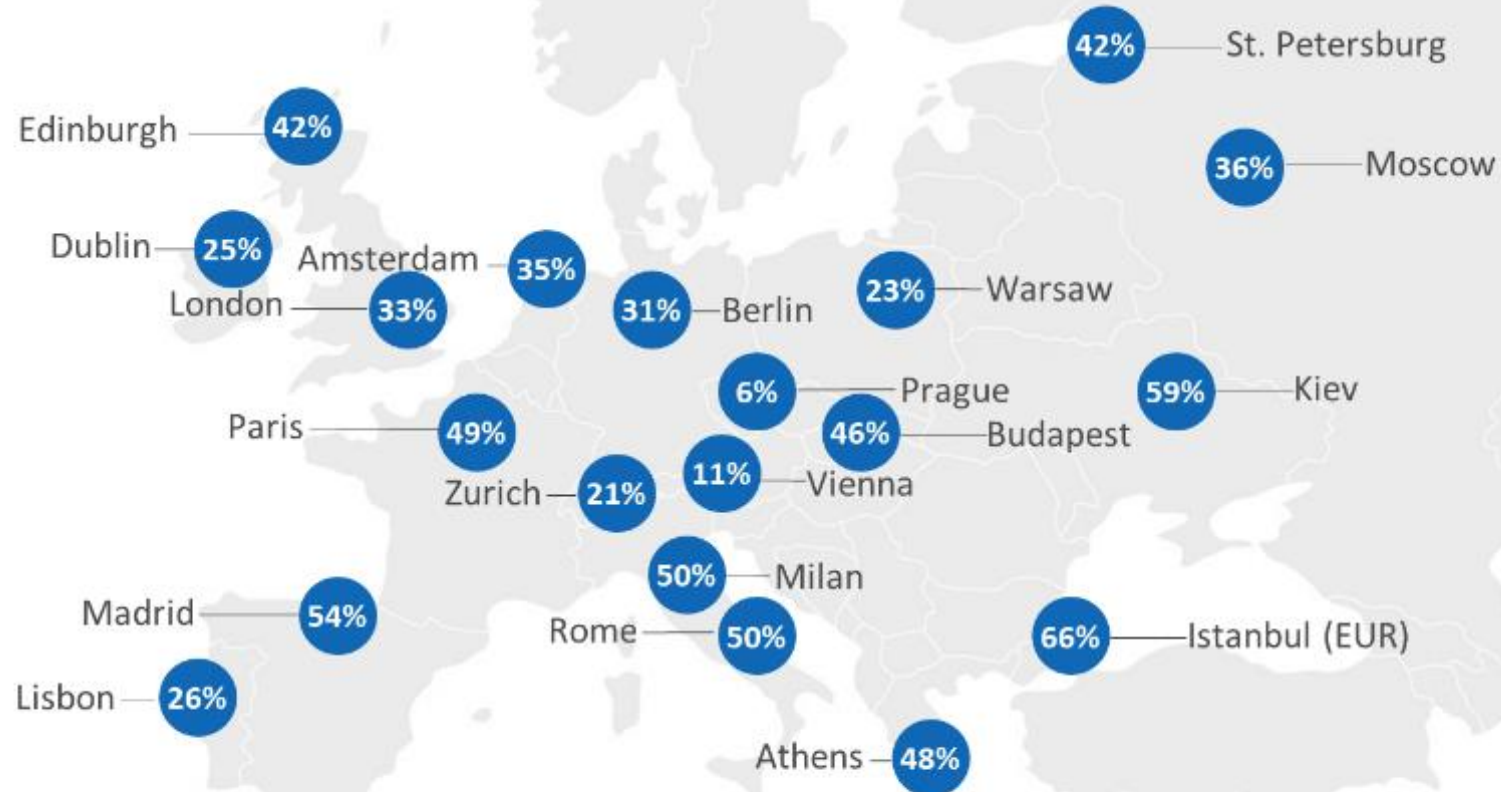 42% St. Petersburg
Edinburgh 42%
36% Moscow
Dublin 25%
Amsterdam 35%
London 33%
31% Berlin
23% Warsaw
6% Prague
59% Kiev
Paris 49%
46% Budapest
Zurich 21%
11% Vienna
50% Milan
Madrid 54%
Rome 50%
66% Istanbul (EUR)
Lisbon 26%
Athens 48%